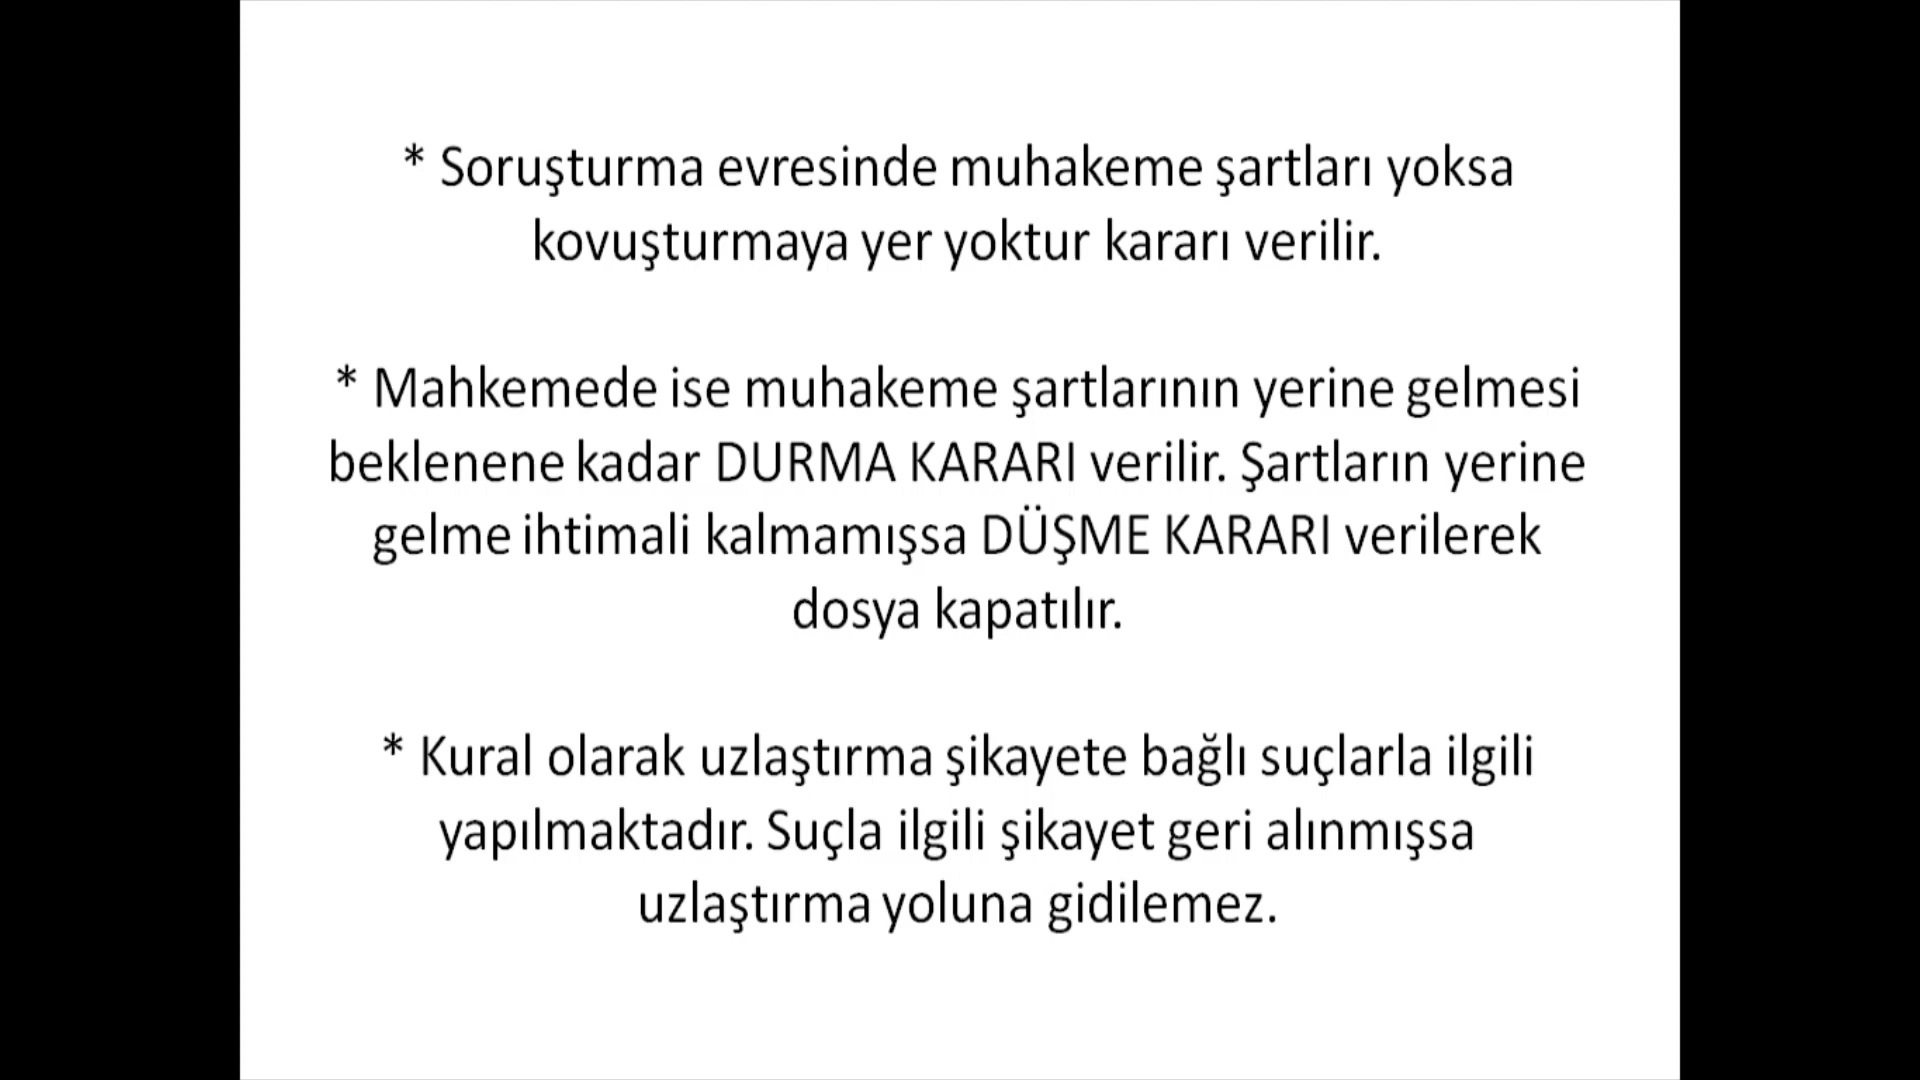 * Soruşturma evresinde muhakeme şartları yoksa
kovuşturmaya yer yoktur kararı verilir.
* Mahkemede ise muhakeme şartlarının yerine gelmesi
beklenene kadar DURMA KARARI verilir. Şartların yerine
gelme ihtimali kalmamışsa DÜŞME KARARI verilerek
dosya kapatılır.
* Kural olarak uzlaştırma şikayete bağlı suçlarla ilgili
yapılmaktadır. Suçla ilgili şikayet geri alınmışsa
uzlaştırma yoluna gidilemez.